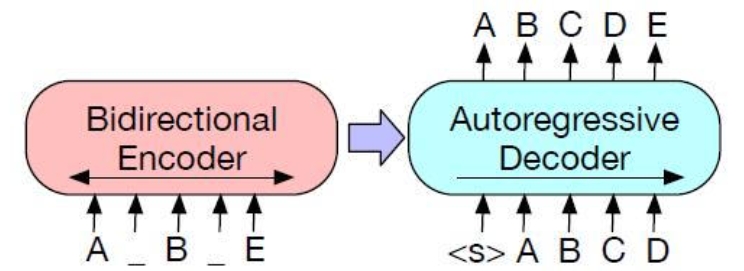 A B C D E
Bidirectional
Encoder
Autoregressive
Decoder
A _ B _ E
<s> A B C D